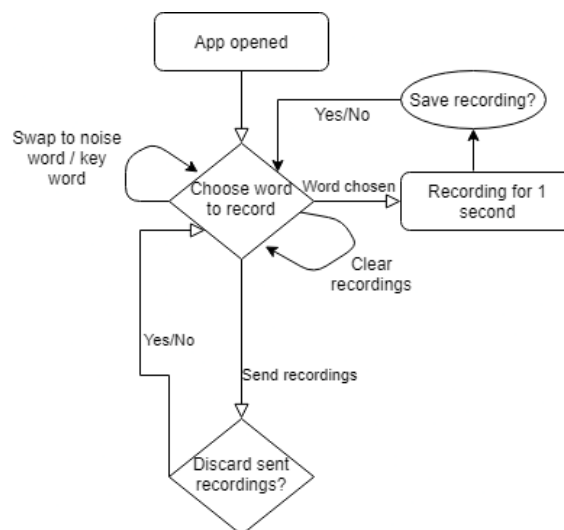 App opened
Save recording?
Yes/No
Swap to noise
word / key
word
Choose word
to record
Word chosen
Recording for 1
second
Clear
recordings
Yes/No
Send recordings
Discard sent
recordings?